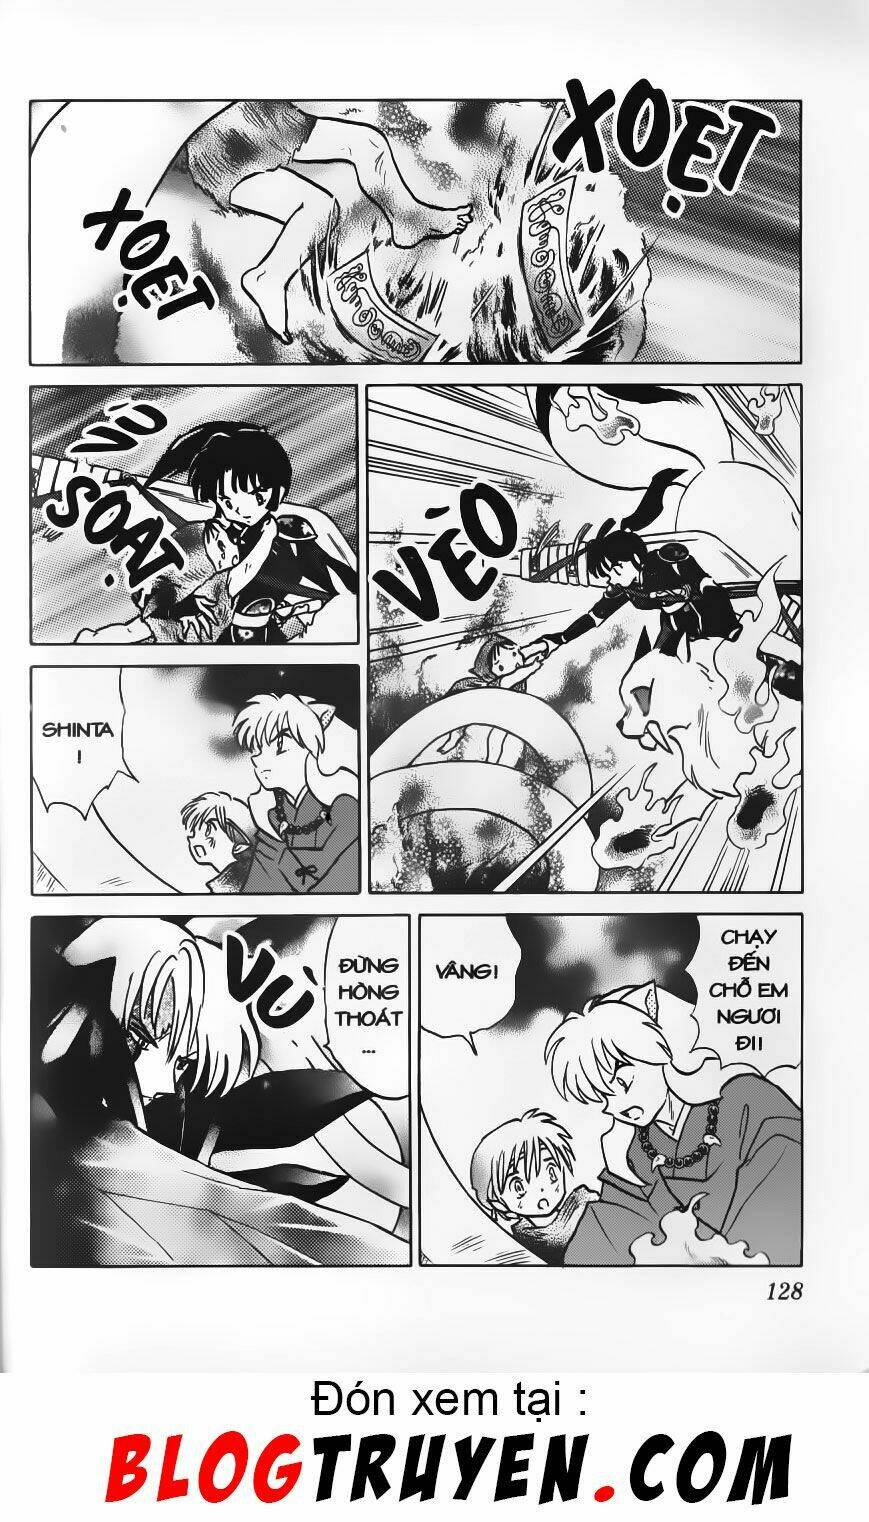 XOẸT
XOẸT
VÈO
VÙ
SOẠT
SHINTA
!
CHẠY
ĐẾN
CHỖ EM
NGƯƠI
ĐI!
VÂNG!
ĐỪNG
HÒNG
THOÁT
...
VÙ
128
Đón xem tại :
BLOGTRUYEN.COM